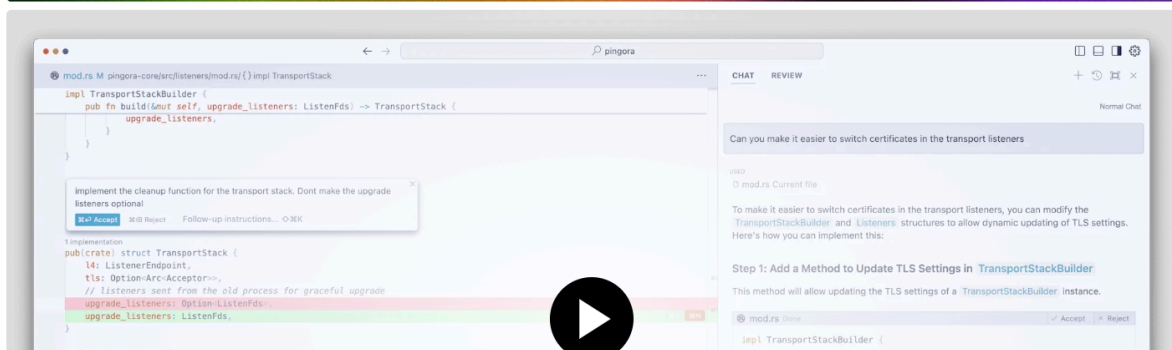 pingora
mod.rs M pingora-core/src/listeners/mod.rs/{ } impl TransportStack
...
impl TransportStackBuilder {
pub fn build(&mut self, upgrade_listeners: ListenFds) -> TransportStack {
upgrade_listeners,
}
}
}
implement the cleanup function for the transport stack. Dont make the upgrade
listeners optional
⌘⏎ Accept ⌘⌫ Reject Follow-up instructions... ⇧⌘K
1 implementation
pub(crate) struct TransportStack {
l4: ListenerEndpoint,
tls: Option<Arc<Acceptor>>,
// listeners sent from the old process for graceful upgrade
upgrade_listeners: Option<ListenFds>,
upgrade_listeners: ListenFds,
}
CHAT REVIEW
Normal Chat
Can you make it easier to switch certificates in the transport listeners
USED
mod.rs Current file
To make it easier to switch certificates in the transport listeners, you can modify the
TransportStackBuilder and Listeners structures to allow dynamic updating of TLS settings.
Here's how you can implement this:
Step 1: Add a Method to Update TLS Settings in TransportStackBuilder
This method will allow updating the TLS settings of a TransportStackBuilder instance.
mod.rs Done ✓ Accept × Reject
impl TransportStackBuilder {